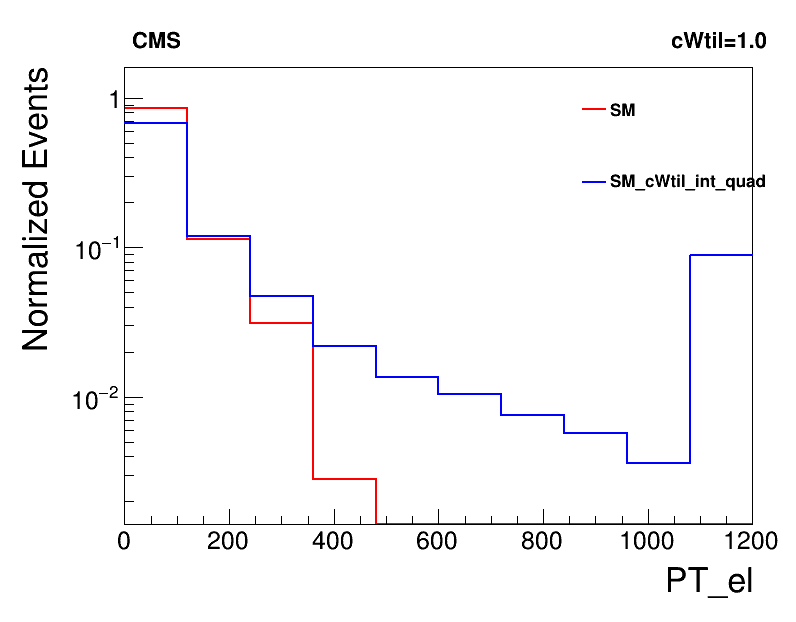 CMS
cWtil=1.0
Normalized Events
1
10⁻¹
10⁻²
SM
SM_cWtil_int_quad
0 200 400 600 800 1000 1200
PT_el